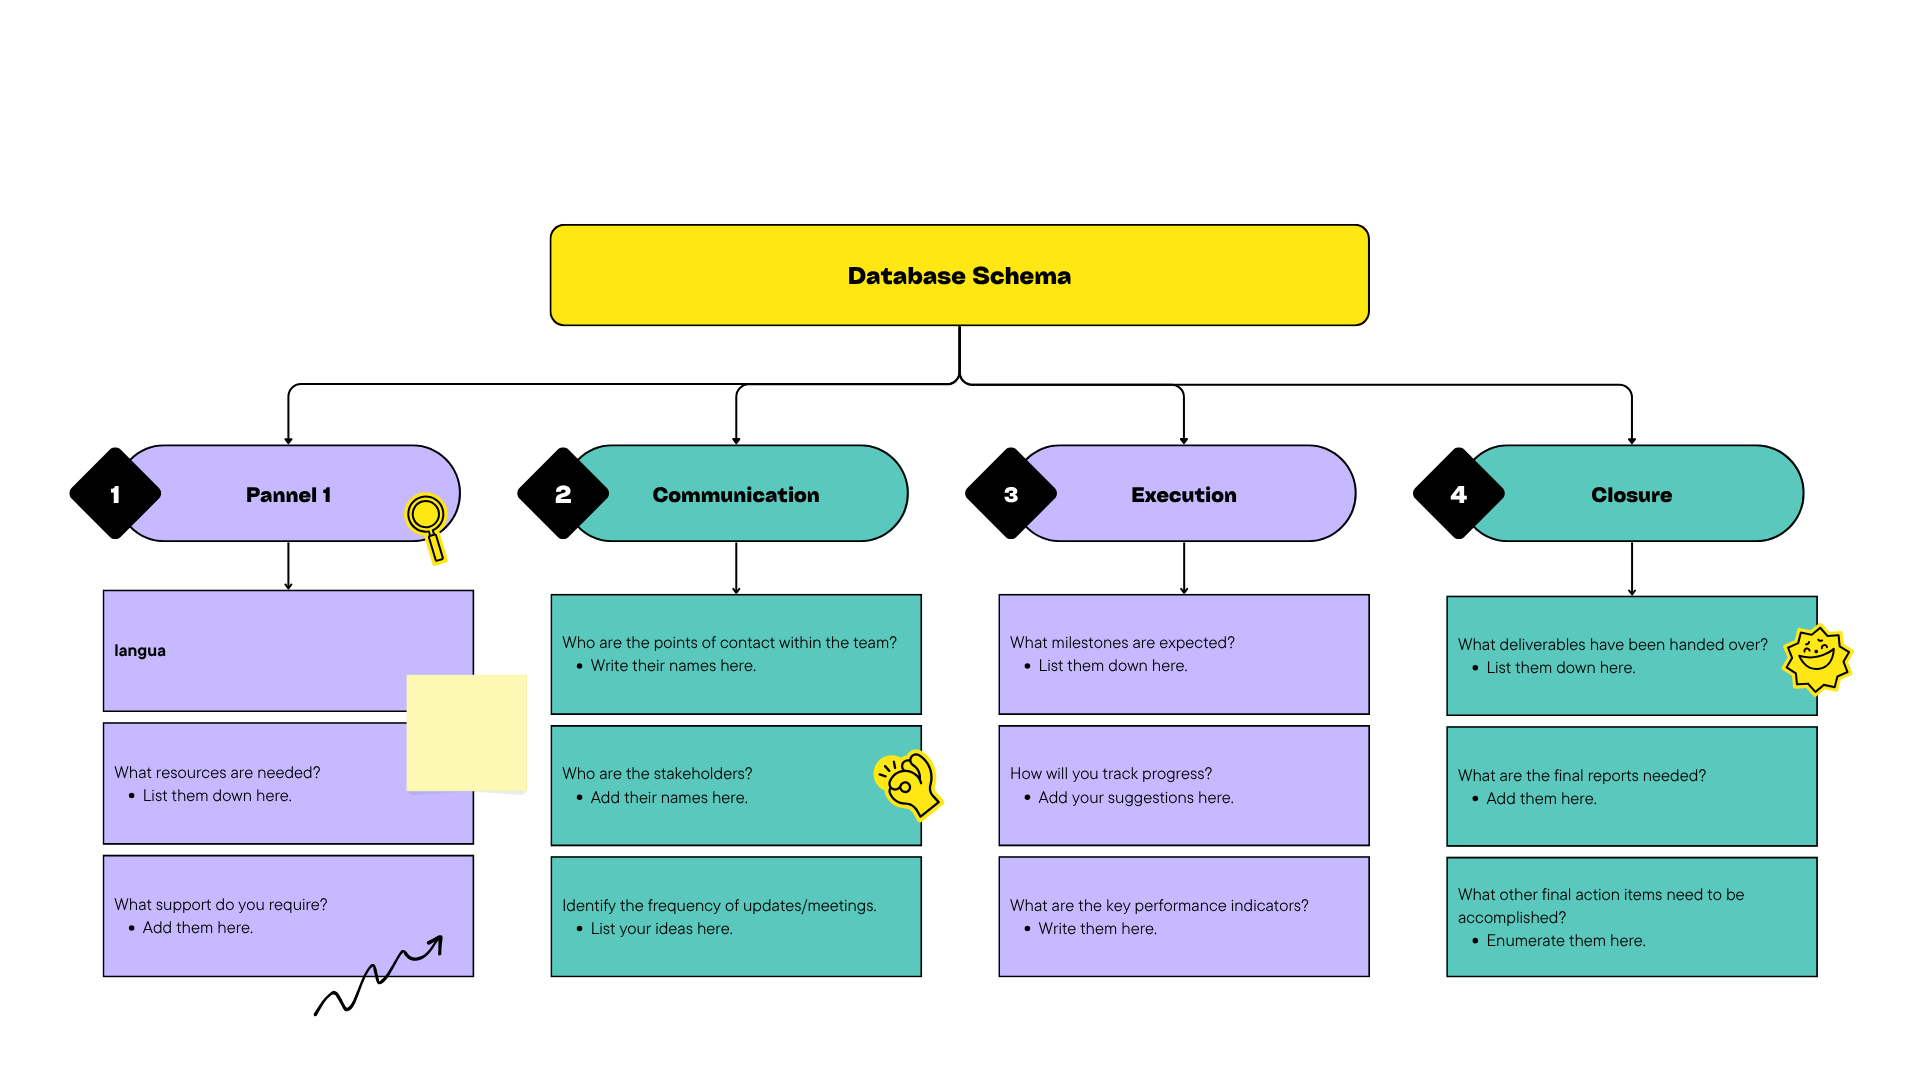 Database Schema
1
Pannel 1
2
Communication
3
Execution
4
Closure
langua
What resources are needed?
• List them down here.
What support do you require?
• Add them here.
Who are the points of contact within the team?
• Write their names here.
Who are the stakeholders?
• Add their names here.
Identify the frequency of updates/meetings.
• List your ideas here.
What milestones are expected?
• List them down here.
How will you track progress?
• Add your suggestions here.
What are the key performance indicators?
• Write them here.
What deliverables have been handed over?
• List them down here.
What are the final reports needed?
• Add them here.
What other final action items need to be
accomplished?
• Enumerate them here.